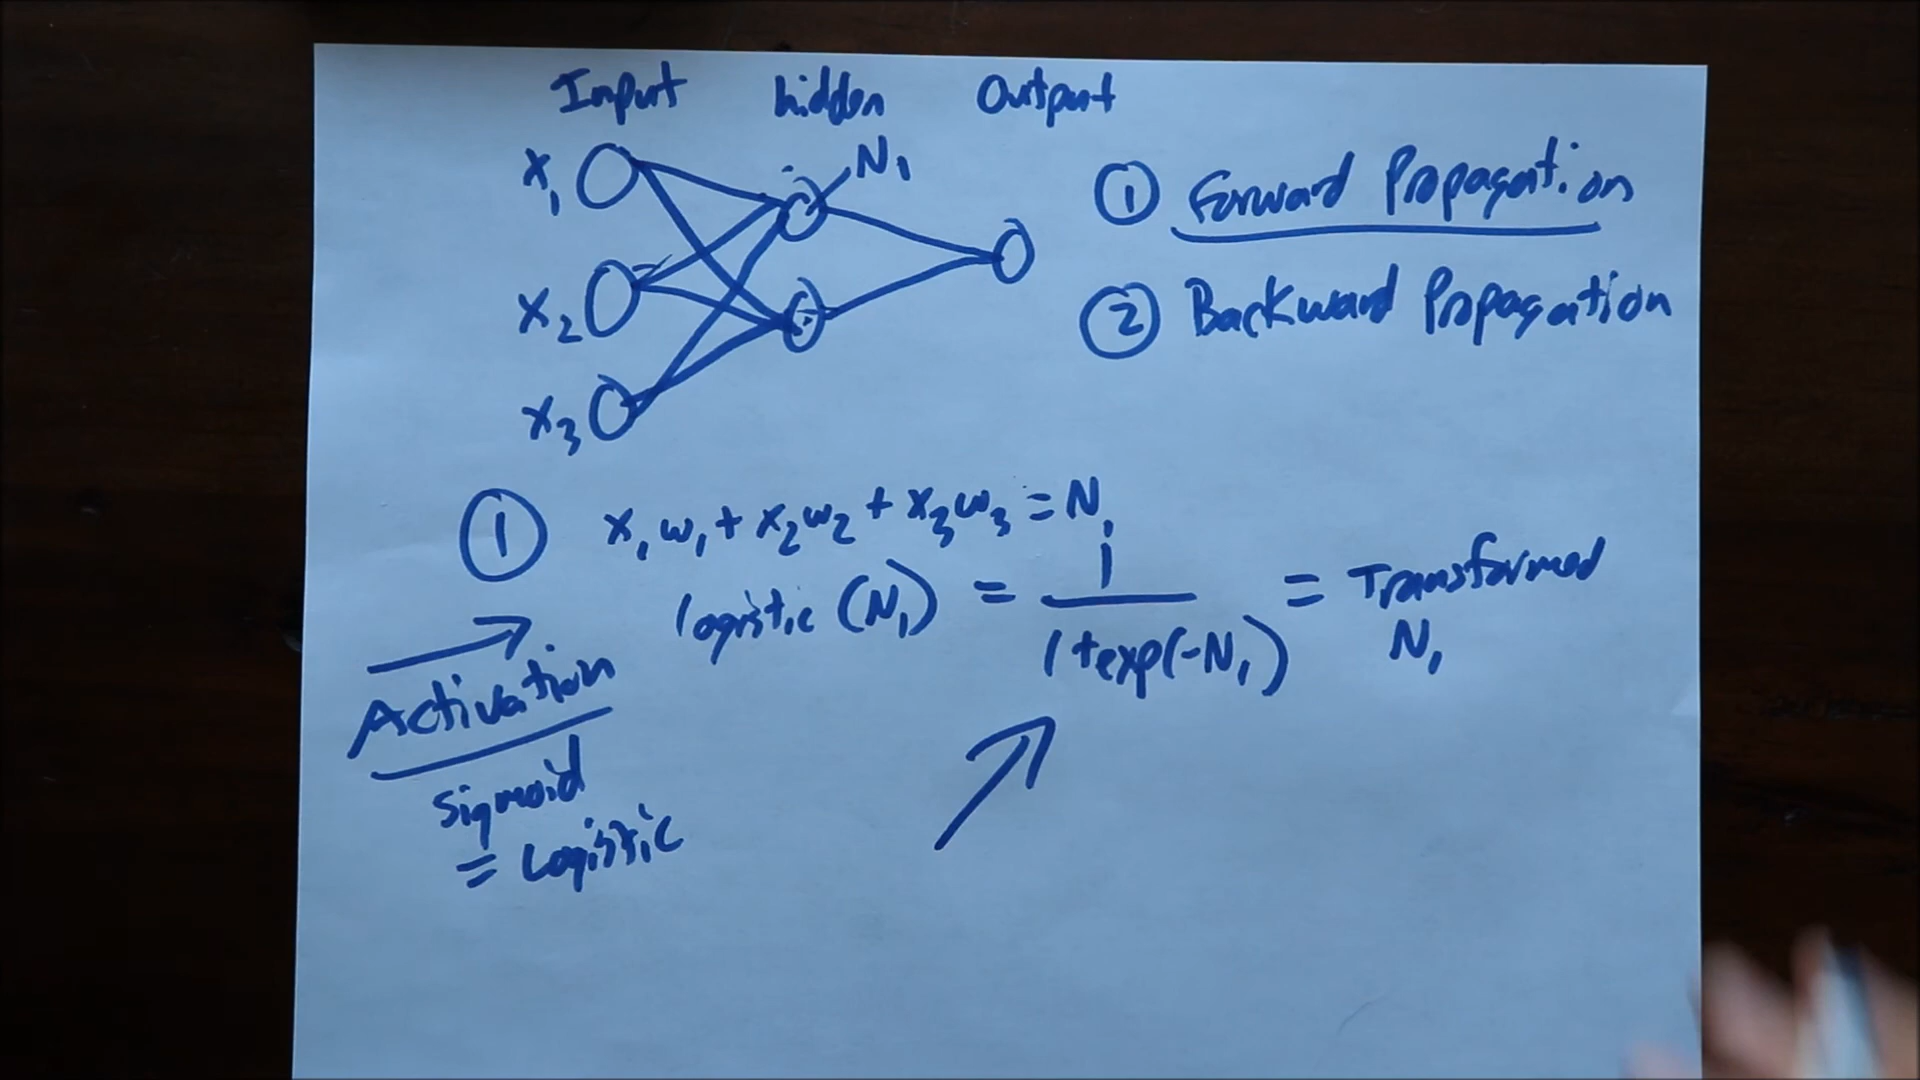 Input hidden Output
x₁
N₁
x₂
x₃
① Forward Propagation
② Backward Propagation
① x₁w₁ + x₂w₂ + x₃w₃ = N₁
logistic (N₁) = 1 / 1+exp(-N₁) = Transformed N₁
Activation
Sigmoid
= Logistic